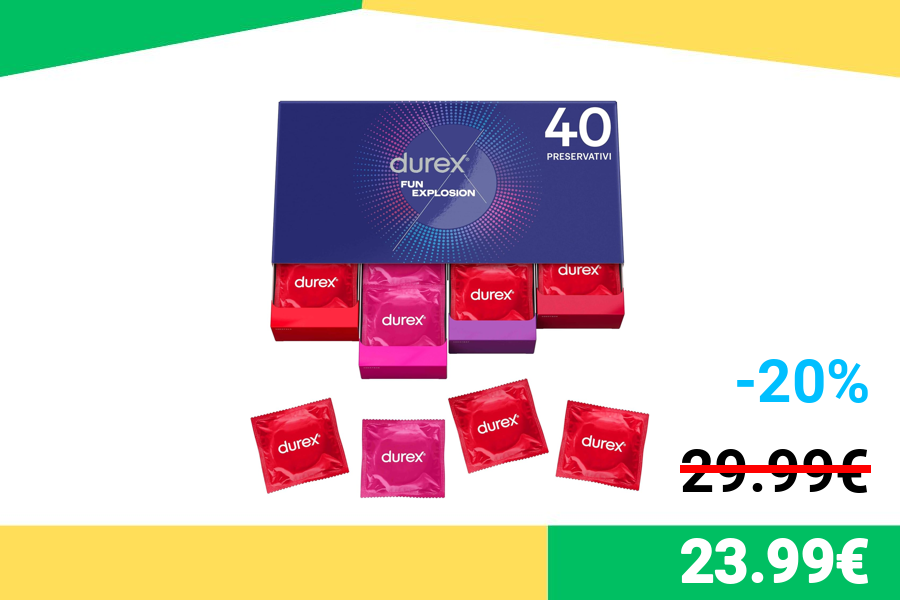 40
PRESERVATIVI
durex
FUN
EXPLOSION
durex
durex
durex
durex
-20%
durex
durex
durex
durex
29.99€
23.99€